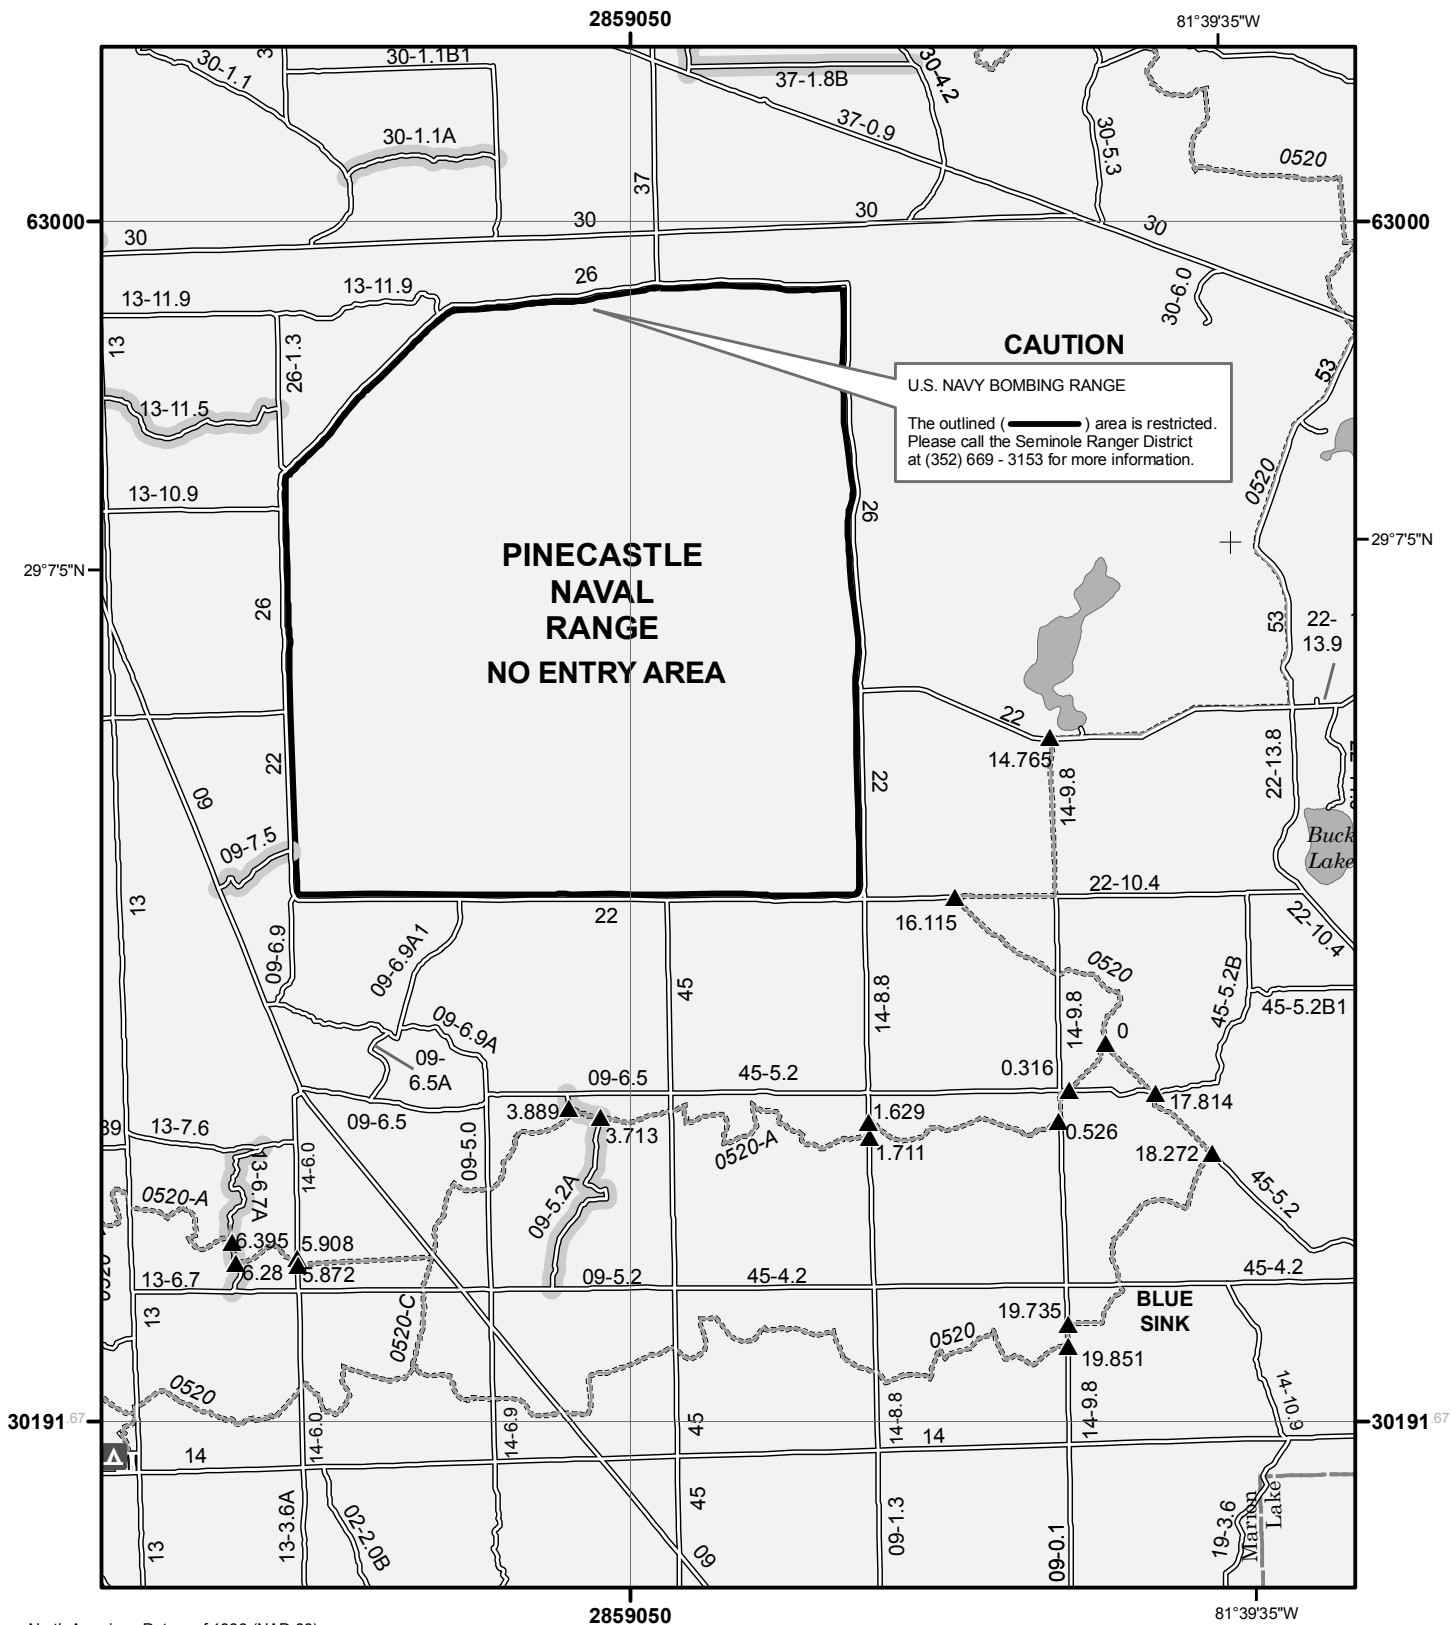 2859050
81°39'35"W
30-1.1
3
30-1.1B1
37-1.8B
30-4.2
30-1.1A
37-0.9
30-5.3
0520
37
63000
30
30
30
30
63000
26
13-11.9
13-11.9
30-6.0
13
26-1.3
CAUTION
53
U.S. NAVY BOMBING RANGE
The outlined ( ) area is restricted.
Please call the Seminole Ranger District
at (352) 669 - 3153 for more information.
13-11.5
13-10.9
0520
26
29°7'5"N
29°7'5"N
PINECASTLE
NAVAL
RANGE
NO ENTRY AREA
26
53
22-
13.9
22
22
14.765
22
22-13.8
14-9.8
09
09-7.5
Buck
Lake
13
22-10.4
22
16.115
22-10.4
09-6.9
09-6.9A1
0520
45-5.2B
45
14-8.8
14-9.8
45-5.2B1
09-6.9A
0
09-
6.5A
0.316
09-6.5
45-5.2
3.889
1.629
17.814
39
13-7.6
09-6.5
3.713
0.526
09-5.0
0520-A
1.711
18.272
14-6.0
13-6.7A
0520-A
09-5.2A
45-5.2
6.395
5.908
6.28
5.872
0520
13-6.7
09-5.2
45-4.2
45-4.2
BLUE
SINK
13
0520-C
19.735
0520
19.851
0520
14-10.9
14-6.0
14-6.9
45
14-8.8
14-9.8
30191.67
30191.67
14
14
13
13-3.6A
02-2.0B
45
09
09-1.3
09-0.1
19-3.6
Marion
Lake
2859050
81°39'35"W